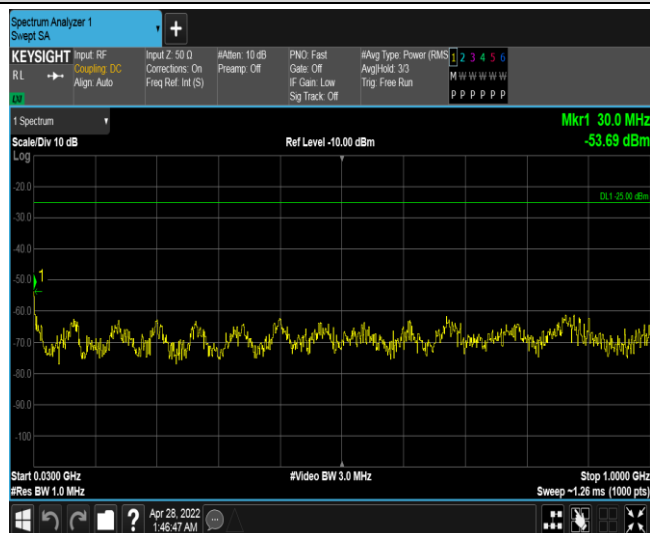 Spectrum Analyzer 1
Swept SA
+
KEYSIGHT
RL
Input: RF
Coupling: DC
Align: Auto
Input Z: 50 Ω
Corrections: On
Freq Ref: Int (S)
#Atten: 10 dB
Preamp: Off
PNO: Fast
Gate: Off
IF Gain: Low
Sig Track: Off
#Avg Type: Power (RMS
Avg|Hold: 3/3
Trig: Free Run
1 2 3 4 5 6
M W W W W W
P P P P P P
1 Spectrum
Mkr1 30.0 MHz
-53.69 dBm
Scale/Div 10 dB
Ref Level -10.00 dBm
Log
-20.0
DL1 -25.00 dBm
-30.0
-40.0
-50.0
1
-60.0
-70.0
-80.0
-90.0
-100
Start 0.0300 GHz
#Video BW 3.0 MHz
Stop 1.0000 GHz
#Res BW 1.0 MHz
Sweep ~1.26 ms (1000 pts)
?
Apr 28, 2022
1:46:47 AM